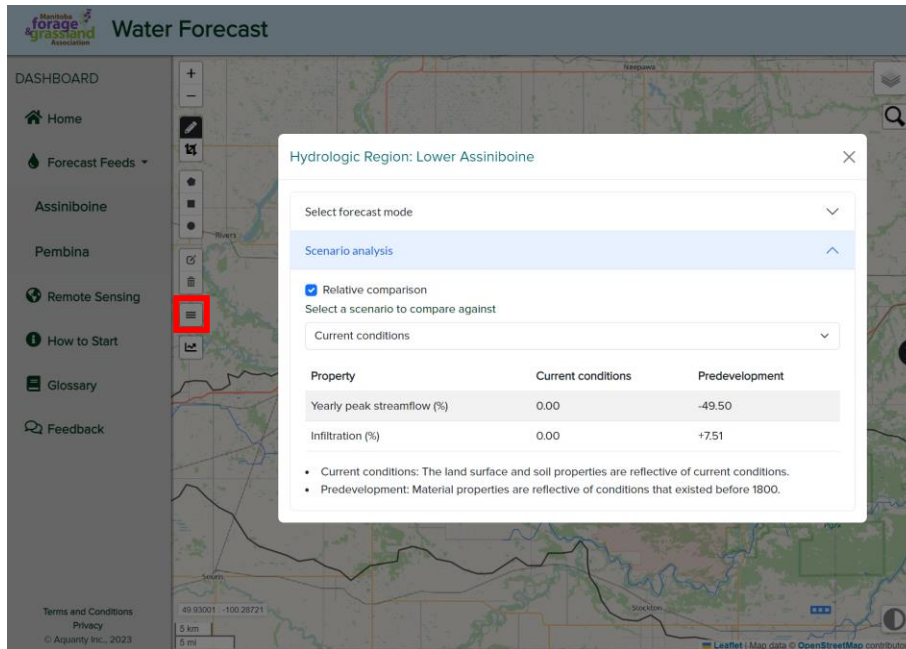 Manitoba
forage
&grassland
Association
Water Forecast
DASHBOARD
Home
Forecast Feeds
Assiniboine
Pembina
Remote Sensing
How to Start
Glossary
Feedback
Terms and Conditions
Privacy
© Aquanty Inc., 2023
+
−
Neepawa
Rivers
Hydrologic Region: Lower Assiniboine
Select forecast mode
Scenario analysis
Relative comparison
Select a scenario to compare against
Current conditions
Property Current conditions Predevelopment
Yearly peak streamflow (%) 0.00 -49.50
Infiltration (%) 0.00 +7.51
• Current conditions: The land surface and soil properties are reflective of current conditions.
• Predevelopment: Material properties are reflective of conditions that existed before 1800.
Souris
Stockton
49.93001 : -100.28721
5 km
5 mi
Leaflet | Map data © OpenStreetMap contributo